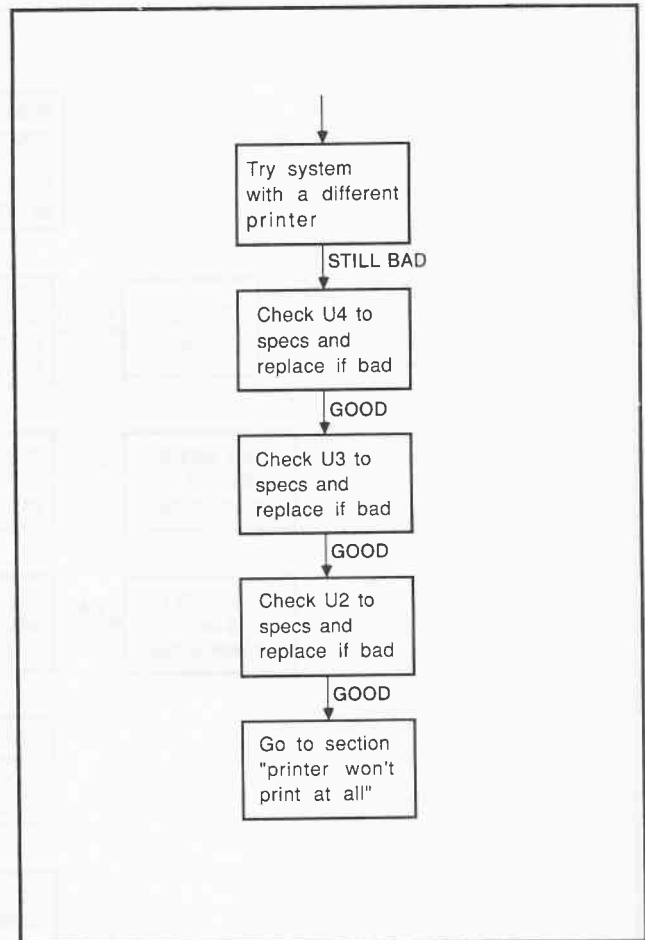 Try system
with a different
printer
STILL BAD
Check U4 to
specs and
replace if bad
GOOD
Check U3 to
specs and
replace if bad
GOOD
Check U2 to
specs and
replace if bad
GOOD
Go to section
"printer won't
print at all"